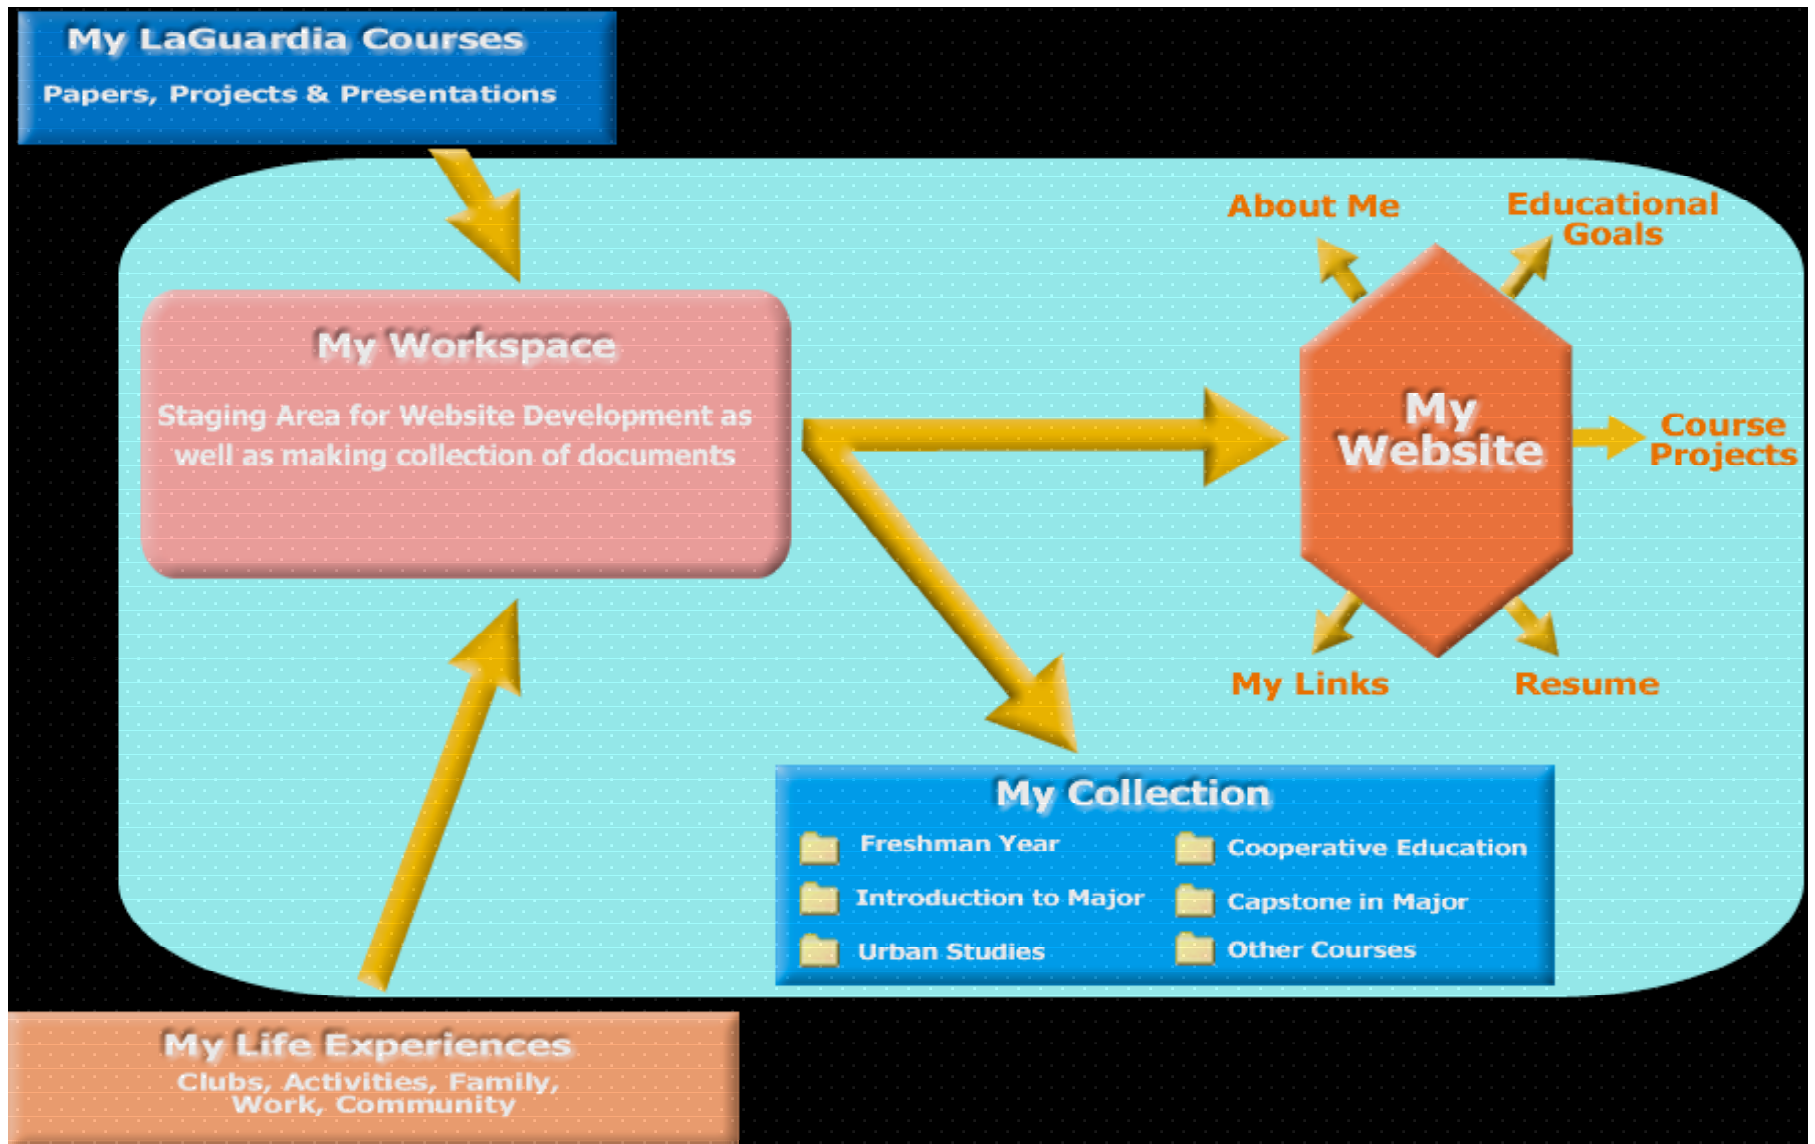 My LaGuardia Courses
Papers, Projects & Presentations
About Me
Educational
Goals
My Workspace
Staging Area for Website Development as
well as making collection of documents
My
Website
Course
Projects
My Links
Resume
My Collection
Freshman Year
Introduction to Major
Urban Studies
Cooperative Education
Capstone in Major
Other Courses
My Life Experiences
Clubs, Activities, Family,
Work, Community